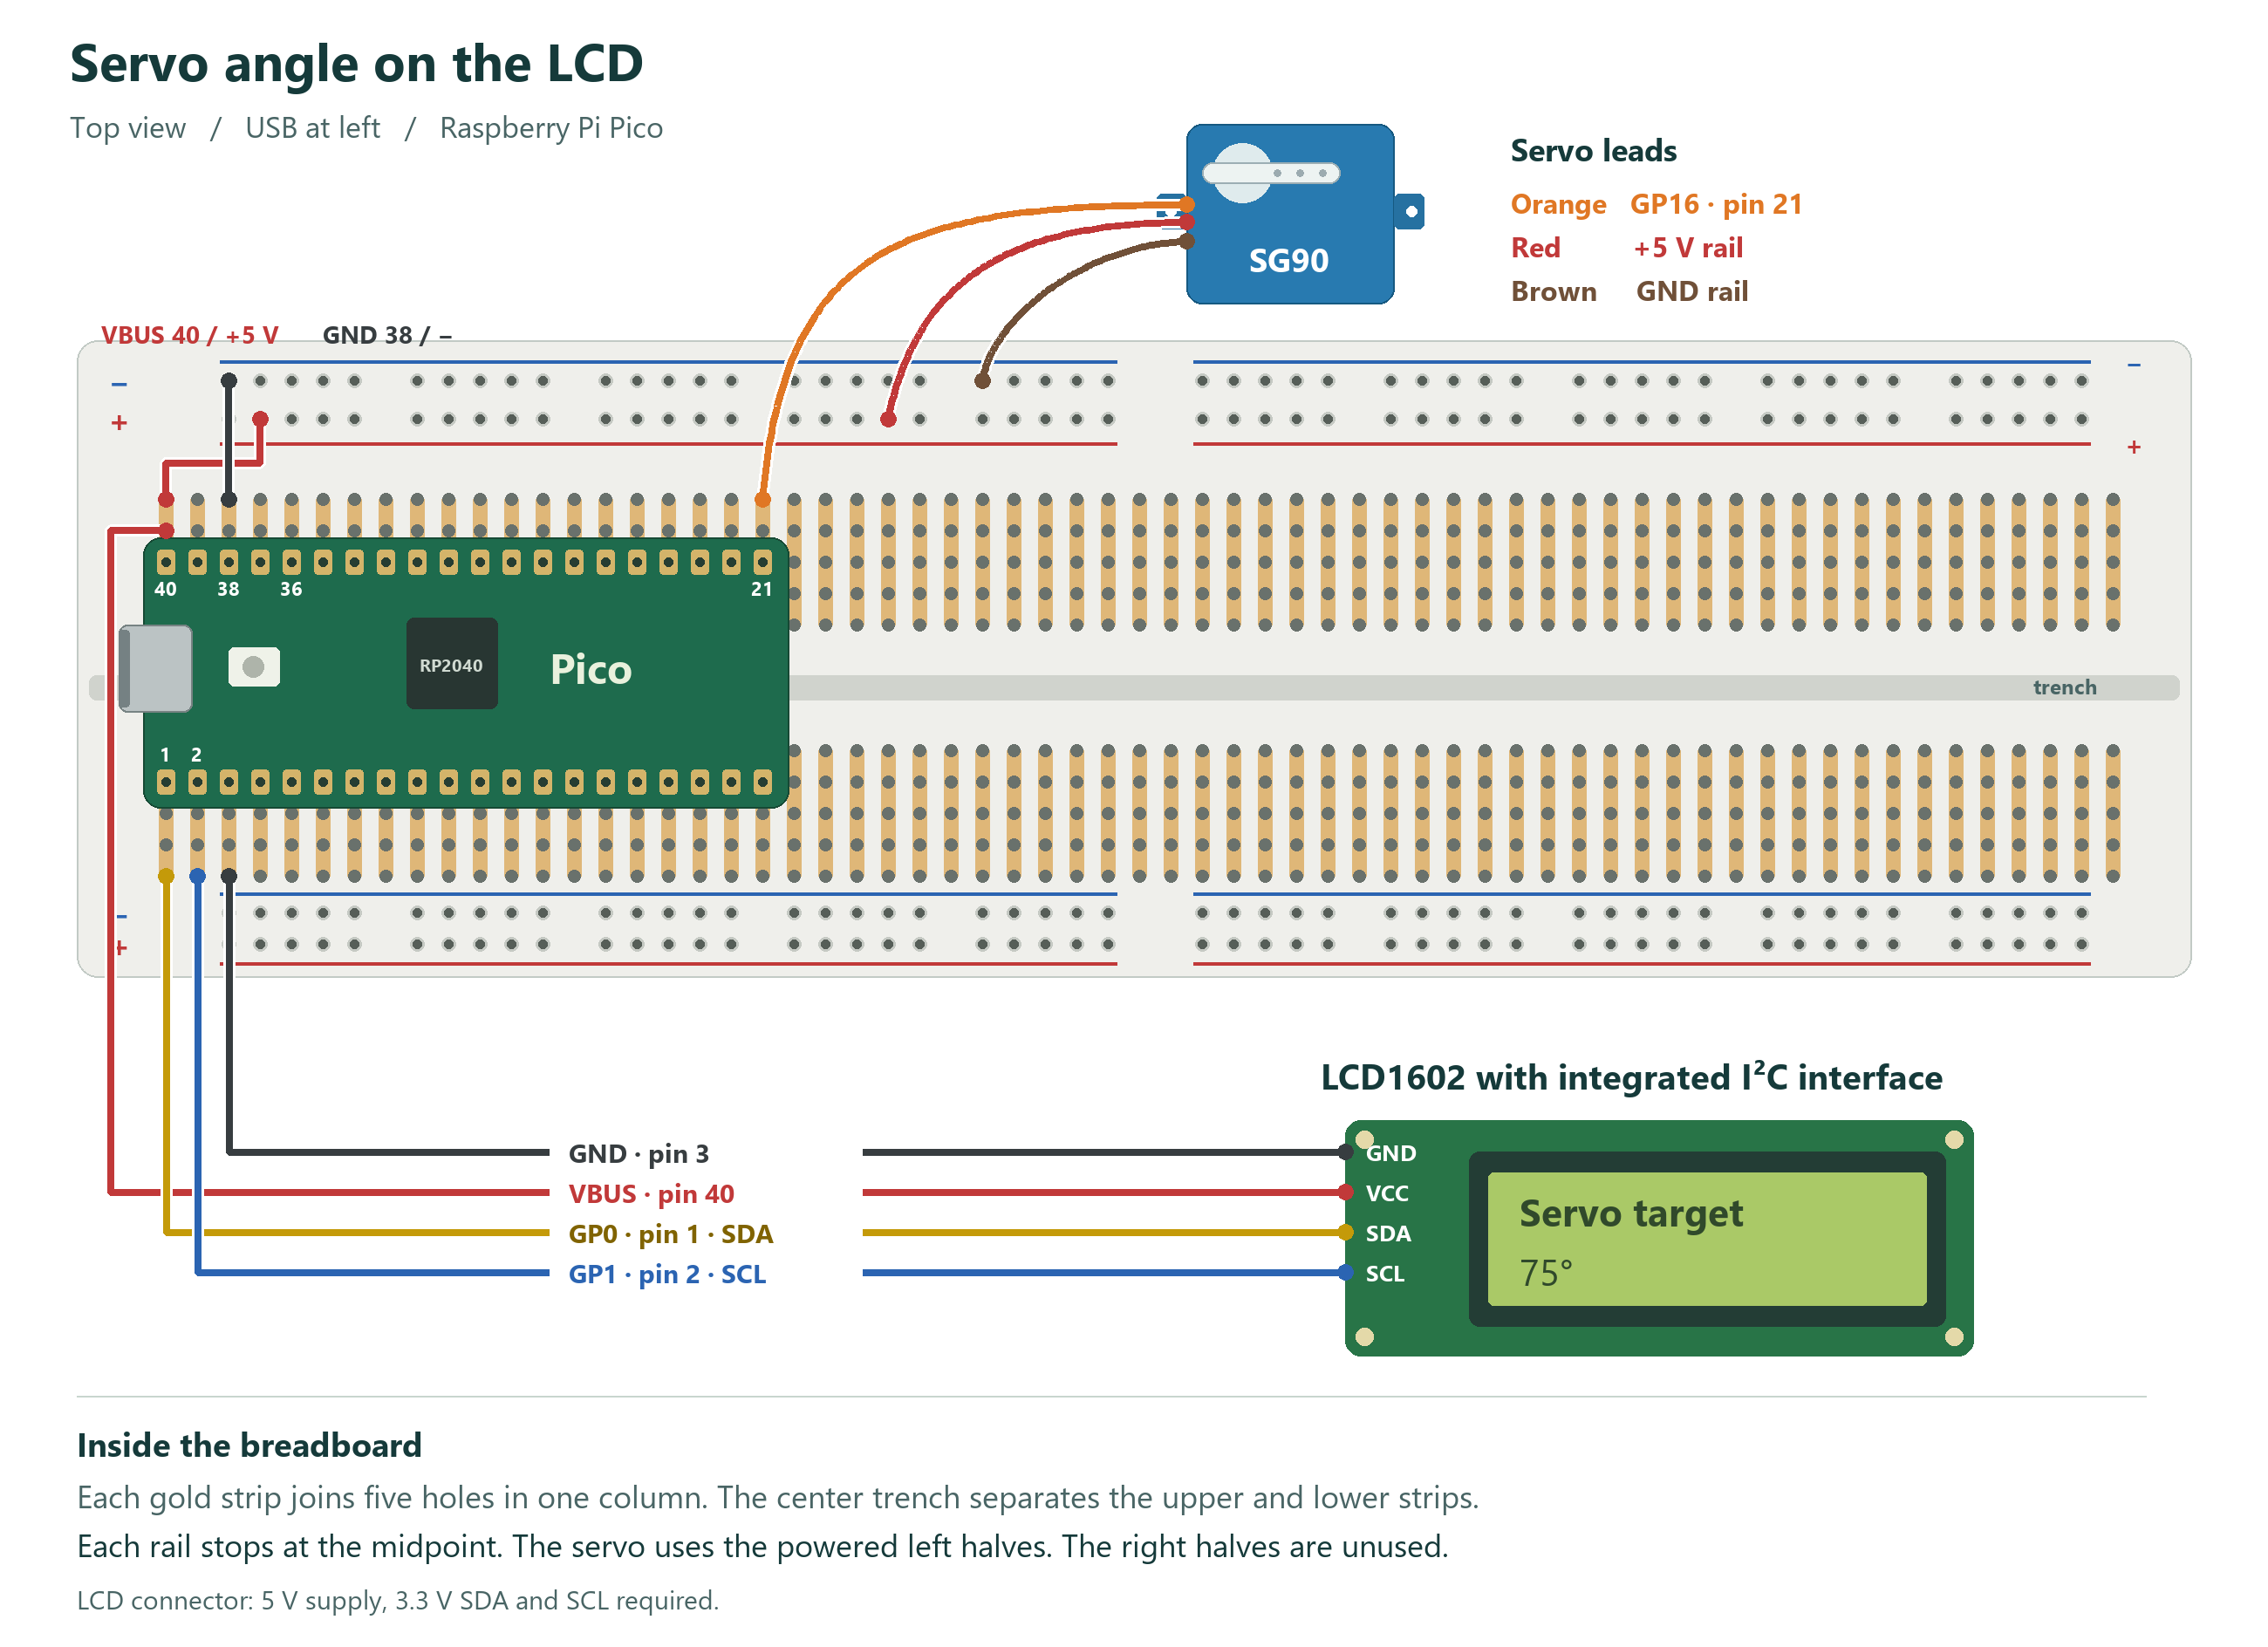 Servo angle on the LCD
Top view / USB at left / Raspberry Pi Pico
Servo leads
Orange GP16 · pin 21
Red +5 V rail
Brown GND rail
SG90
VBUS 40 / +5 V GND 38 / −
− −
+ +
40 38 36 21
RP2040 Pico
trench
1 2
−
+
LCD1602 with integrated I²C interface
GND · pin 3 GND
VBUS · pin 40 VCC
GP0 · pin 1 · SDA SDA
GP1 · pin 2 · SCL SCL
Servo target
75°
Inside the breadboard
Each gold strip joins five holes in one column. The center trench separates the upper and lower strips.
Each rail stops at the midpoint. The servo uses the powered left halves. The right halves are unused.
LCD connector: 5 V supply, 3.3 V SDA and SCL required.